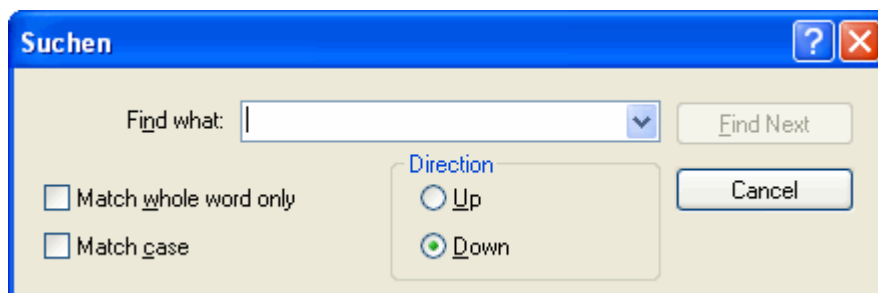 Suchen
Find what:
Find Next
Direction
Match whole word only
Up
Cancel
Match case
Down